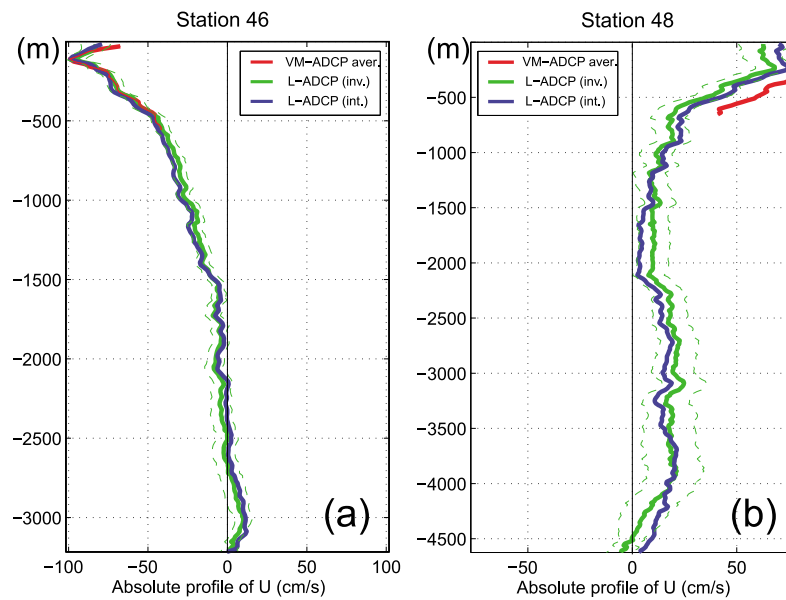 Station 46
(m)
VM−ADCP aver.
L−ADCP (inv.)
L−ADCP (int.)
−500
−1000
−1500
−2000
−2500
−3000
(a)
−100 −50 0 50 100
Absolute profile of U (cm/s)
Station 48
(m)
VM−ADCP aver.
L−ADCP (inv.)
L−ADCP (int.)
−500
−1000
−1500
−2000
−2500
−3000
−3500
−4000
−4500
(b)
−50 0 50
Absolute profile of U (cm/s)